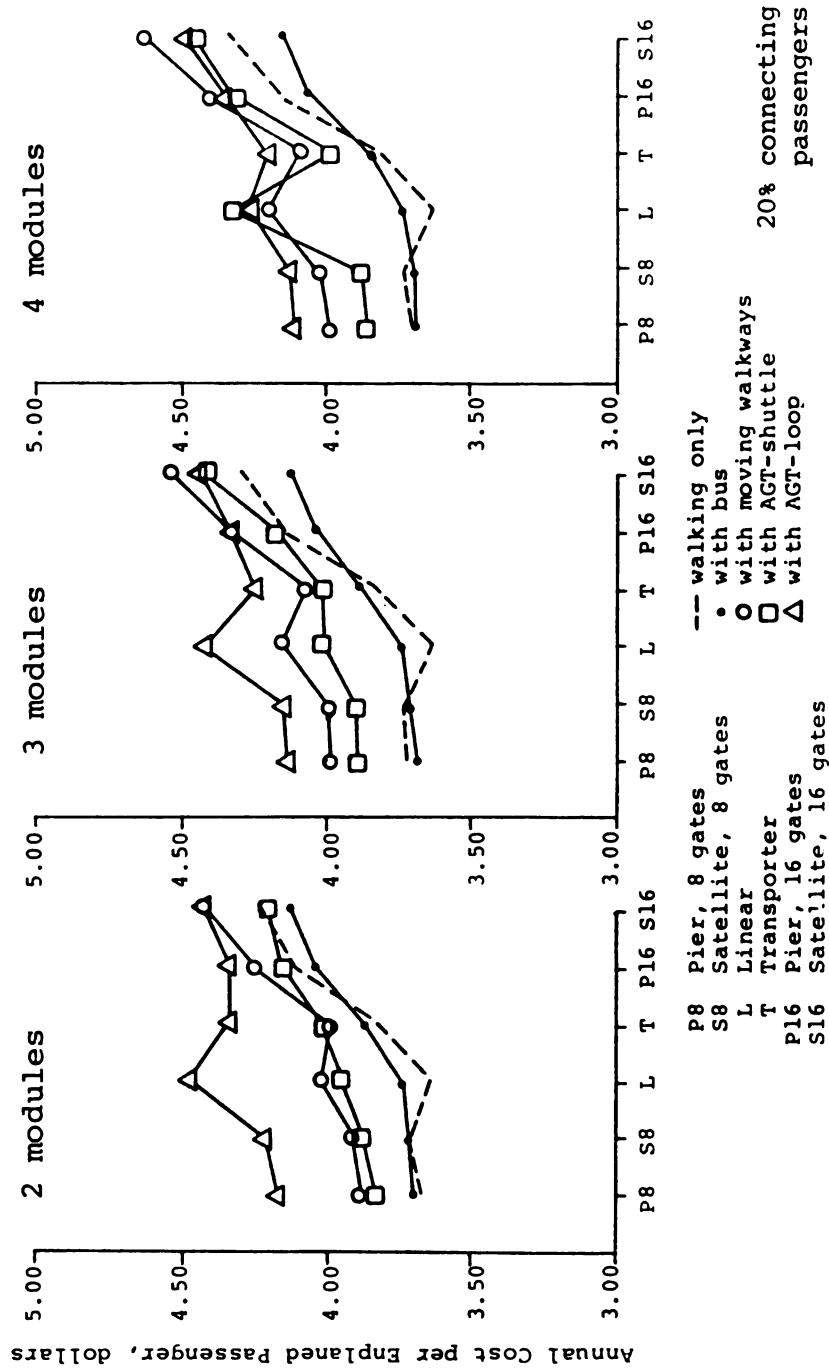 Annual Cost per Enplaned Passenger, dollars
2 modules
5.00
4.50
4.00
3.50
3.00
P8 S8 L T P16 S16
3 modules
5.00
4.50
4.00
3.50
3.00
P8 S8 L T P16 S16
4 modules
5.00
4.50
4.00
3.50
3.00
P8 S8 L T P16 S16
P8 Pier, 8 gates
S8 Satellite, 8 gates
L Linear
T Transporter
P16 Pier, 16 gates
S16 Satellite, 16 gates
walking only
with bus
with moving walkways
with AGT-shuttle
with AGT-loop
20% connecting
passengers